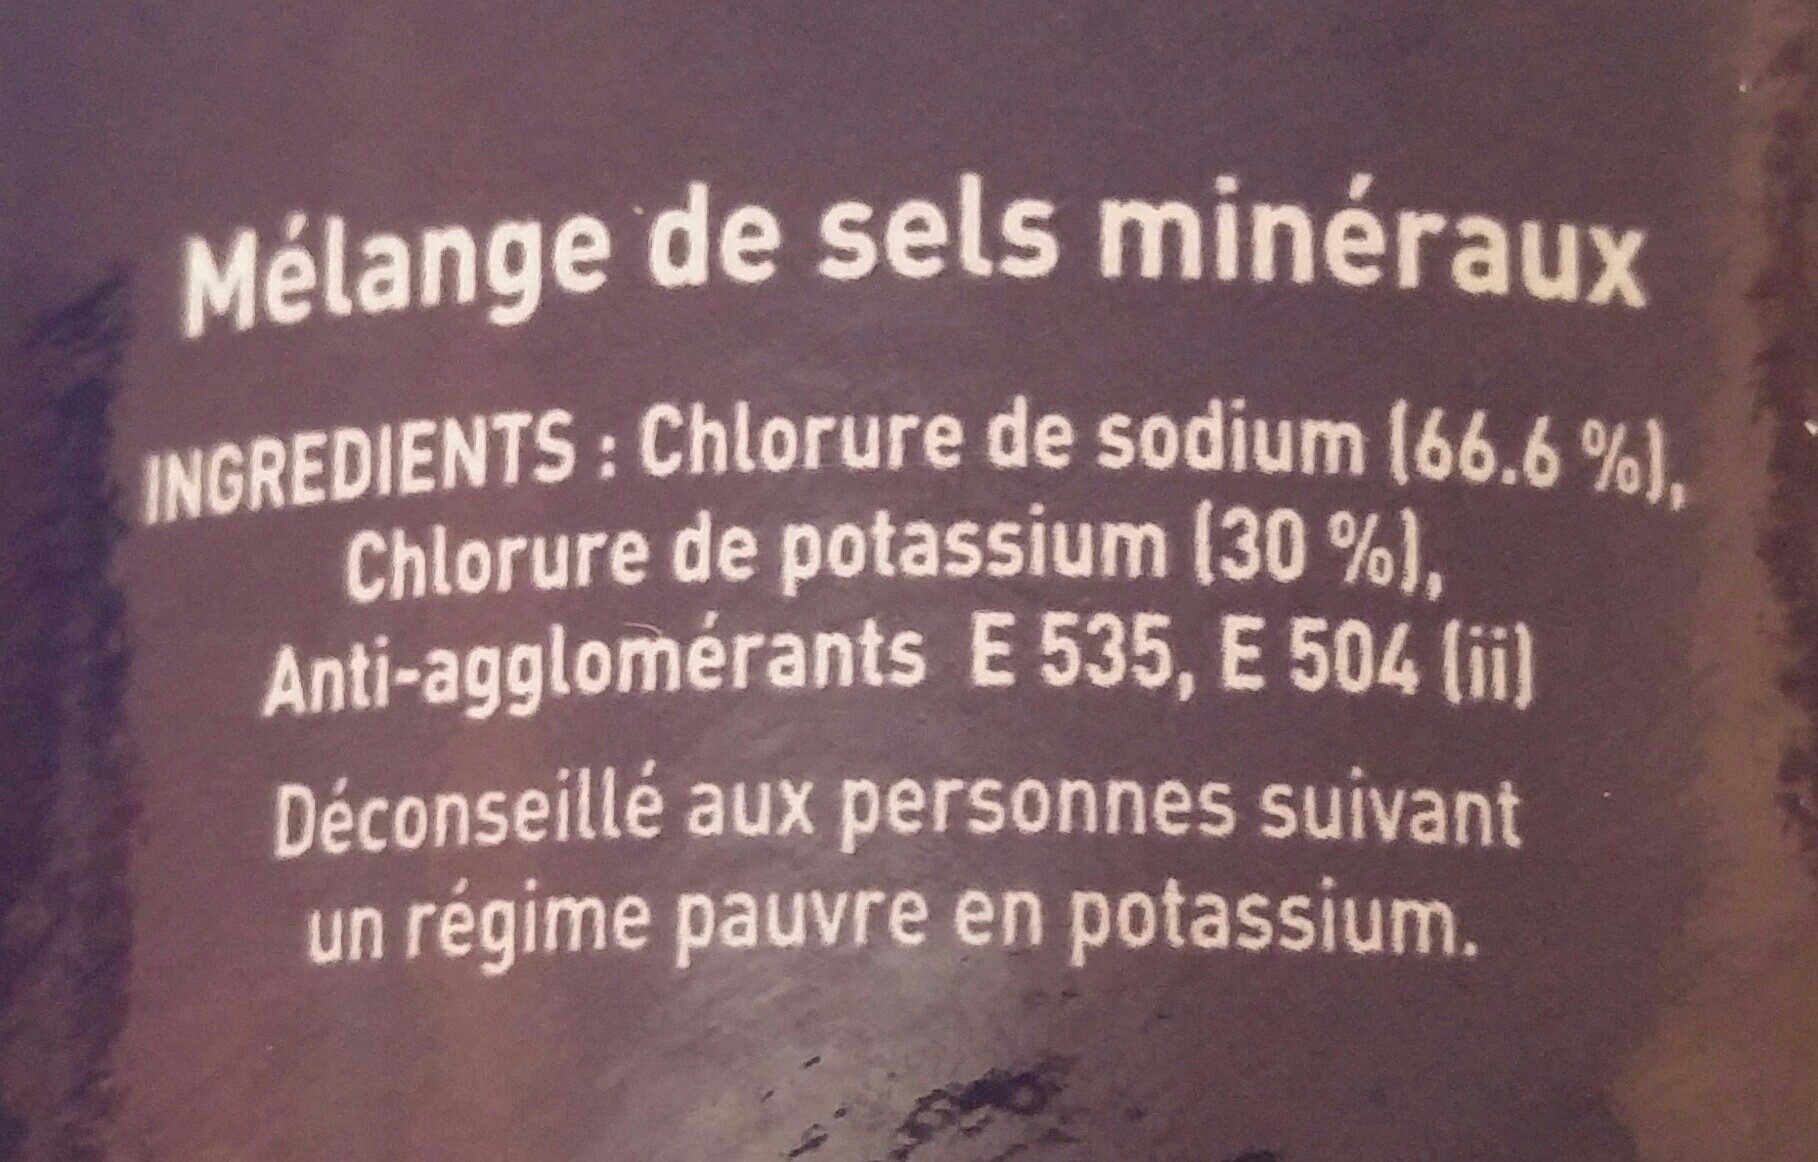 Mélange de sels minéraux
INGREDIENTS : Chlorure de sodium (66.6 %),
Chlorure de potassium (30 %),
Anti-agglomérants E 535, E 504 (ii)
Déconseillé aux personnes suivant
un régime pauvre en potassium.